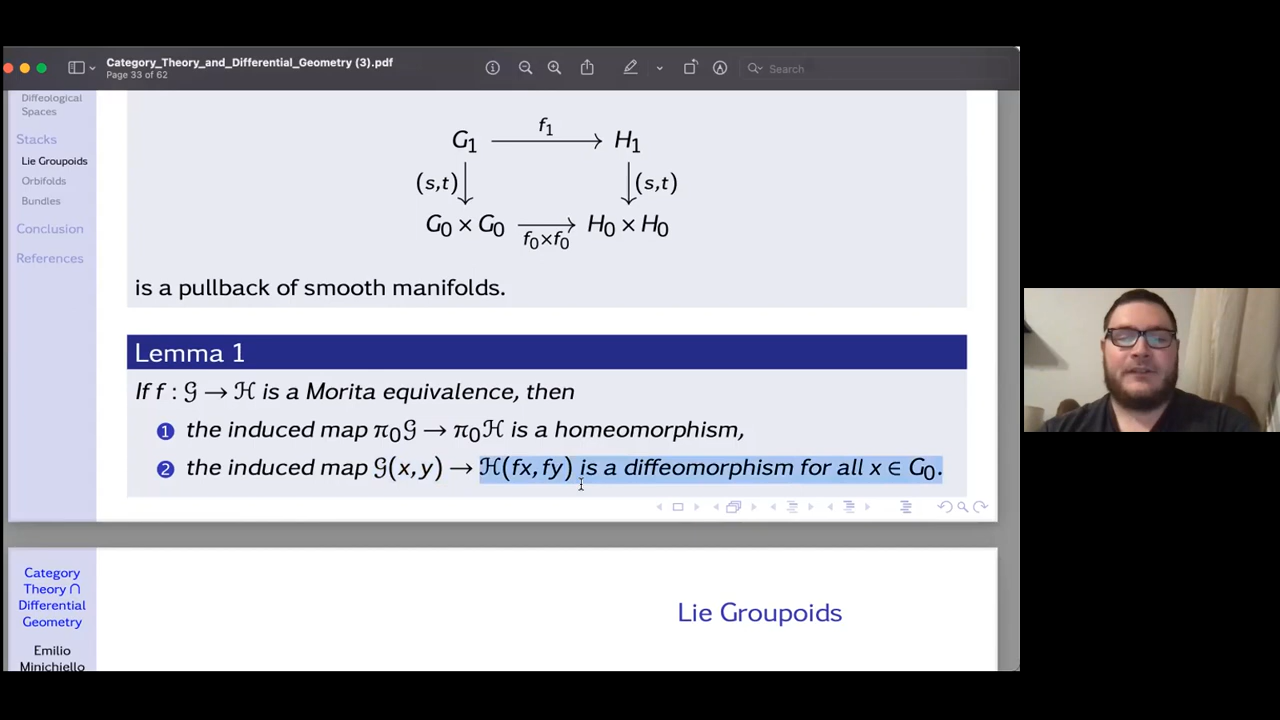 Category_Theory_and_Differential_Geometry (3).pdf
Page 33 of 62
Search
Diffeological
Spaces
Stacks
Lie Groupoids
Orbifolds
Bundles
Conclusion
References
G₁ f₁ H₁
(s,t) (s,t)
G₀ × G₀ f₀×f₀ H₀ × H₀
is a pullback of smooth manifolds.
Lemma 1
If f : 𝒢 → ℋ is a Morita equivalence, then
1 the induced map π₀𝒢 → π₀ℋ is a homeomorphism,
2 the induced map 𝒢(x, y) → ℋ(fx, fy) is a diffeomorphism for all x ∈ G₀.
Category
Theory ∩
Differential
Geometry
Emilio
Minichiello
Lie Groupoids